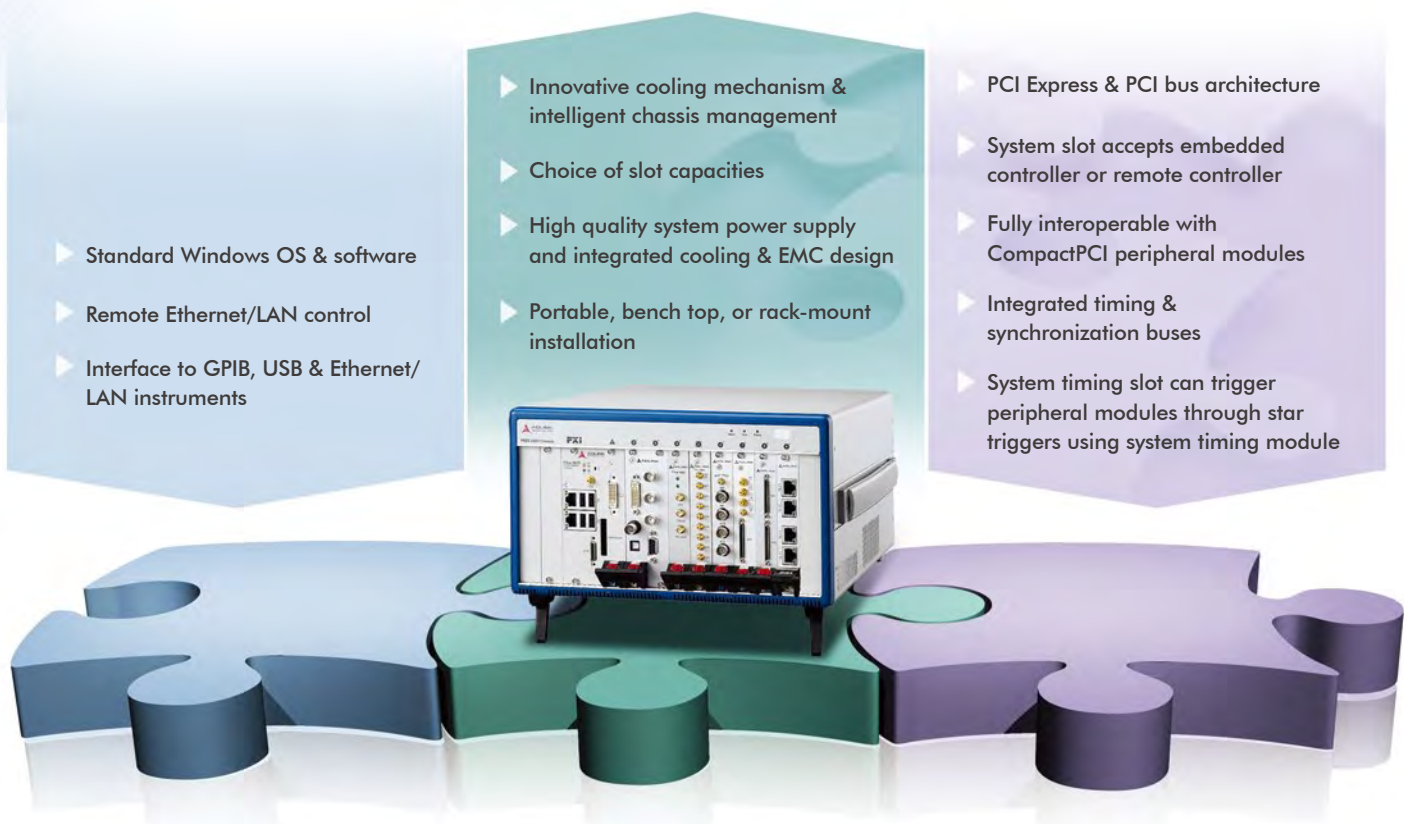 Standard Windows OS & software
Remote Ethernet/LAN control
Interface to GPIB, USB & Ethernet/
LAN instruments
Innovative cooling mechanism &
intelligent chassis management
Choice of slot capacities
High quality system power supply
and integrated cooling & EMC design
Portable, bench top, or rack-mount
installation
PCI Express & PCI bus architecture
System slot accepts embedded
controller or remote controller
Fully interoperable with
CompactPCI peripheral modules
Integrated timing &
synchronization buses
System timing slot can trigger
peripheral modules through star
triggers using system timing module
PXI